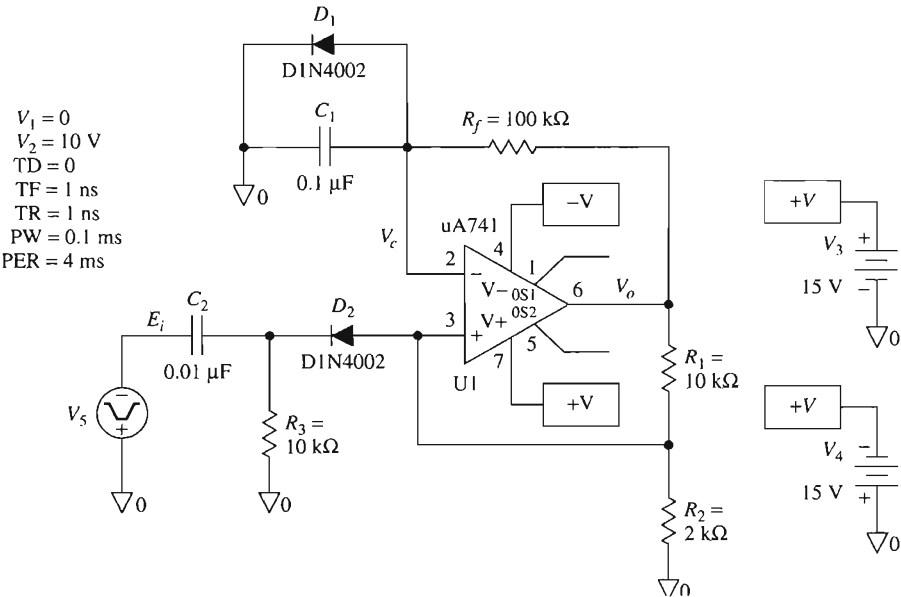 D1
D1N4002
V1 = 0
V2 = 10 V
TD = 0
TF = 1 ns
TR = 1 ns
PW = 0.1 ms
PER = 4 ms
C1
0.1 μF
0
Rf = 100 kΩ
Vc
uA741
−V
+V
V3
+
15 V
−
0
2
−
4
V−
1
0S1
0S2
6
Vo
3
+
V+
5
7
U1
+V
Ei
C2
0.01 μF
D2
D1N4002
V5
−
+
R3 =
10 kΩ
0
0
R1 =
10 kΩ
R2 =
2 kΩ
0
+V
V4
−
15 V
+
0